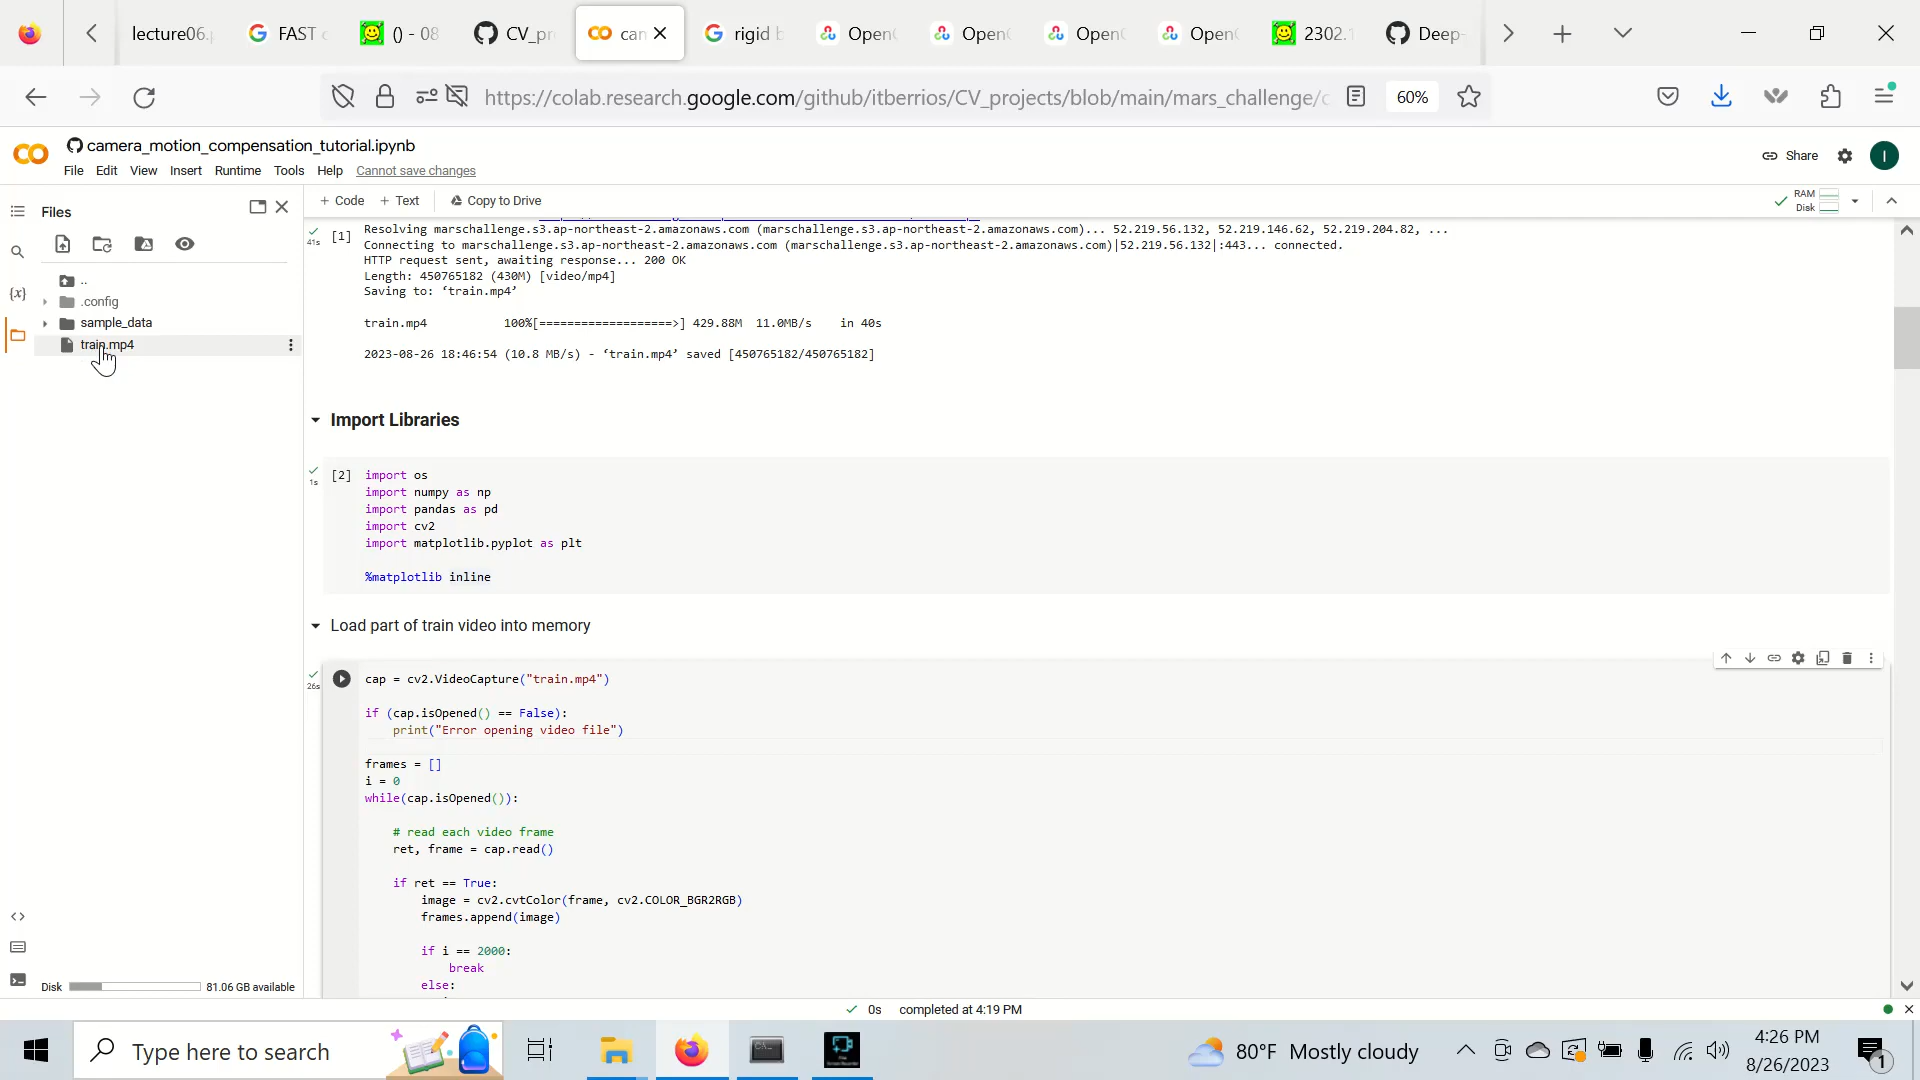 lecture06.
FAST
() - 08
CV_pr
can
rigid b
Open
Open
Open
Open
2302.
Deep-
https://colab.research.google.com/github/itberrios/CV_projects/blob/main/mars_challenge/c
60%
camera_motion_compensation_tutorial.ipynb
File Edit View Insert Runtime Tools Help Cannot save changes
Share
I
Files
+ Code + Text Copy to Drive
RAM
Disk
..
.config
sample_data
train.mp4
Disk 81.06 GB available
41s
[1]
Resolving marschallenge.s3.ap-northeast-2.amazonaws.com (marschallenge.s3.ap-northeast-2.amazonaws.com)... 52.219.56.132, 52.219.146.62, 52.219.204.82, ...
Connecting to marschallenge.s3.ap-northeast-2.amazonaws.com (marschallenge.s3.ap-northeast-2.amazonaws.com)|52.219.56.132|:443... connected.
HTTP request sent, awaiting response... 200 OK
Length: 450765182 (430M) [video/mp4]
Saving to: ‘train.mp4’
train.mp4 100%[===================>] 429.88M 11.0MB/s in 40s
2023-08-26 18:46:54 (10.8 MB/s) - ‘train.mp4’ saved [450765182/450765182]
Import Libraries
1s
[2]
import os
import numpy as np
import pandas as pd
import cv2
import matplotlib.pyplot as plt
%matplotlib inline
Load part of train video into memory
26s
cap = cv2.VideoCapture("train.mp4")
if (cap.isOpened() == False):
print("Error opening video file")
frames = []
i = 0
while(cap.isOpened()):
# read each video frame
ret, frame = cap.read()
if ret == True:
image = cv2.cvtColor(frame, cv2.COLOR_BGR2RGB)
frames.append(image)
if i == 2000:
break
else:
0s completed at 4:19 PM
Type here to search
80°F Mostly cloudy
4:26 PM
8/26/2023
1